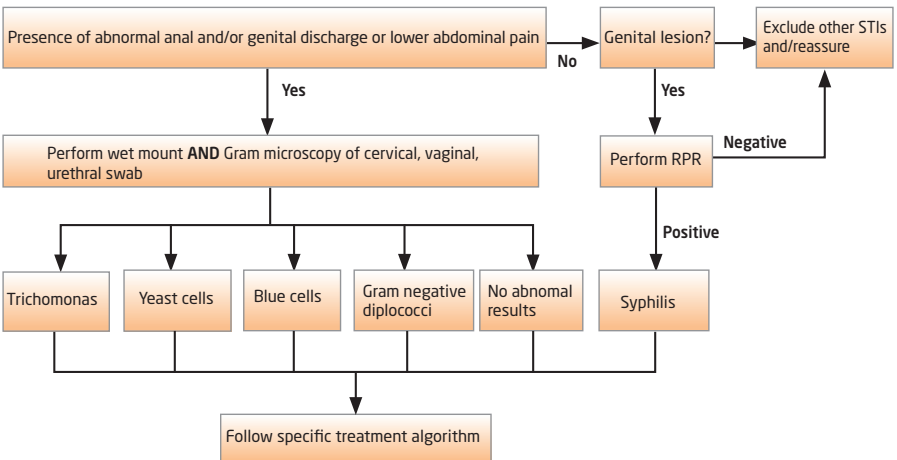 Presence of abnormal anal and/or genital discharge or lower abdominal pain
No
Genital lesion?
Exclude other STIs
and/reassure
Yes
Yes
Perform wet mount AND Gram microscopy of cervical, vaginal,
urethral swab
Perform RPR
Negative
Positive
Trichomonas
Yeast cells
Blue cells
Gram negative
diplococci
No abnomal
results
Syphilis
Follow specific treatment algorithm